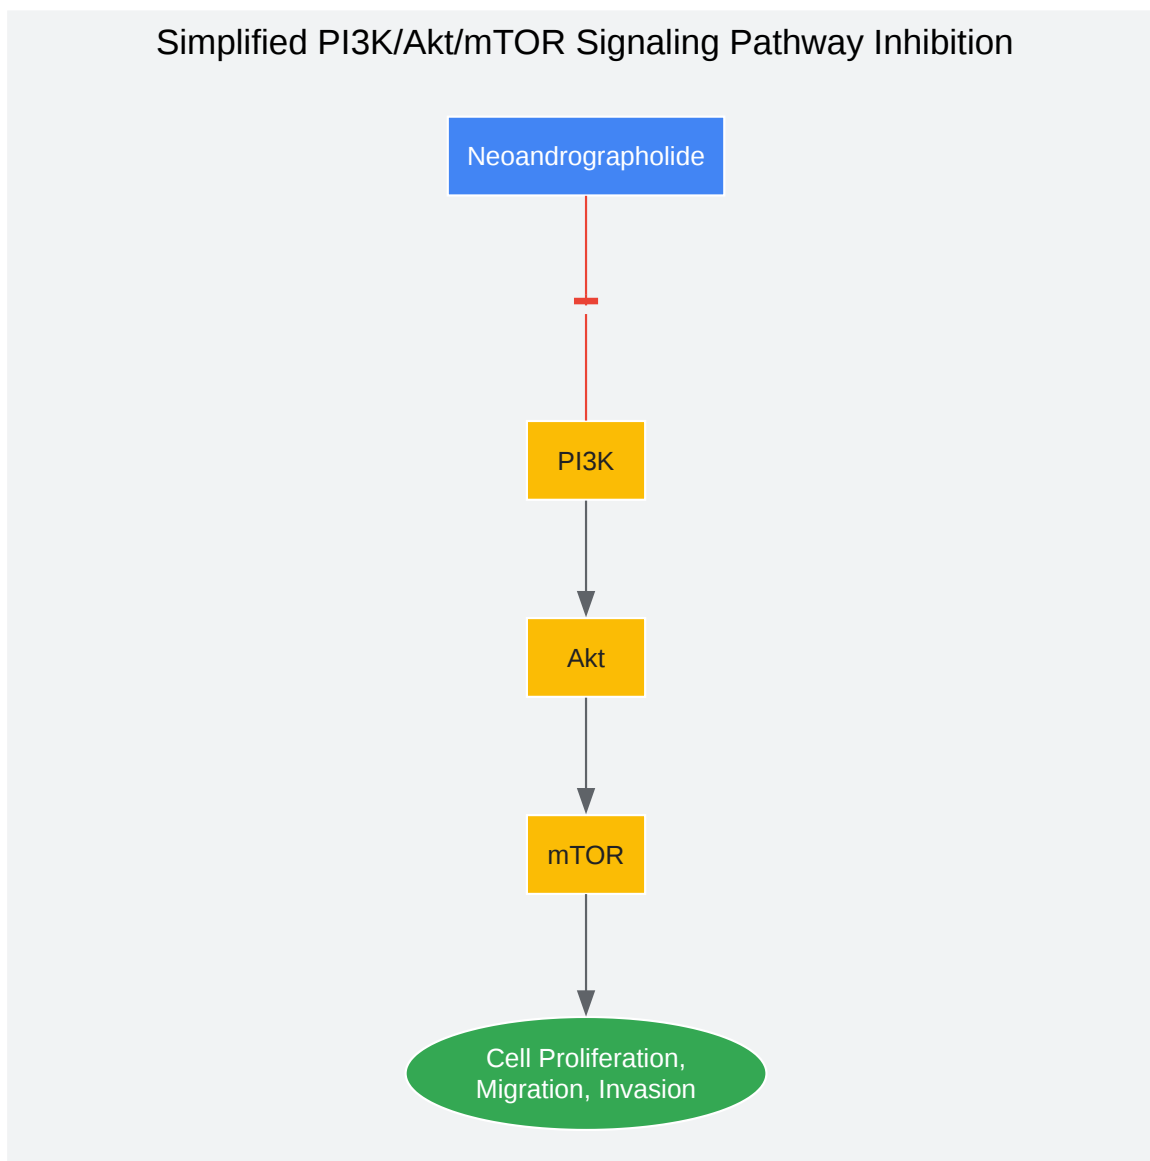 Simplified PI3K/Akt/mTOR Signaling Pathway Inhibition
Neoandrographolide
PI3K
Akt
mTOR
Cell Proliferation,
Migration, Invasion